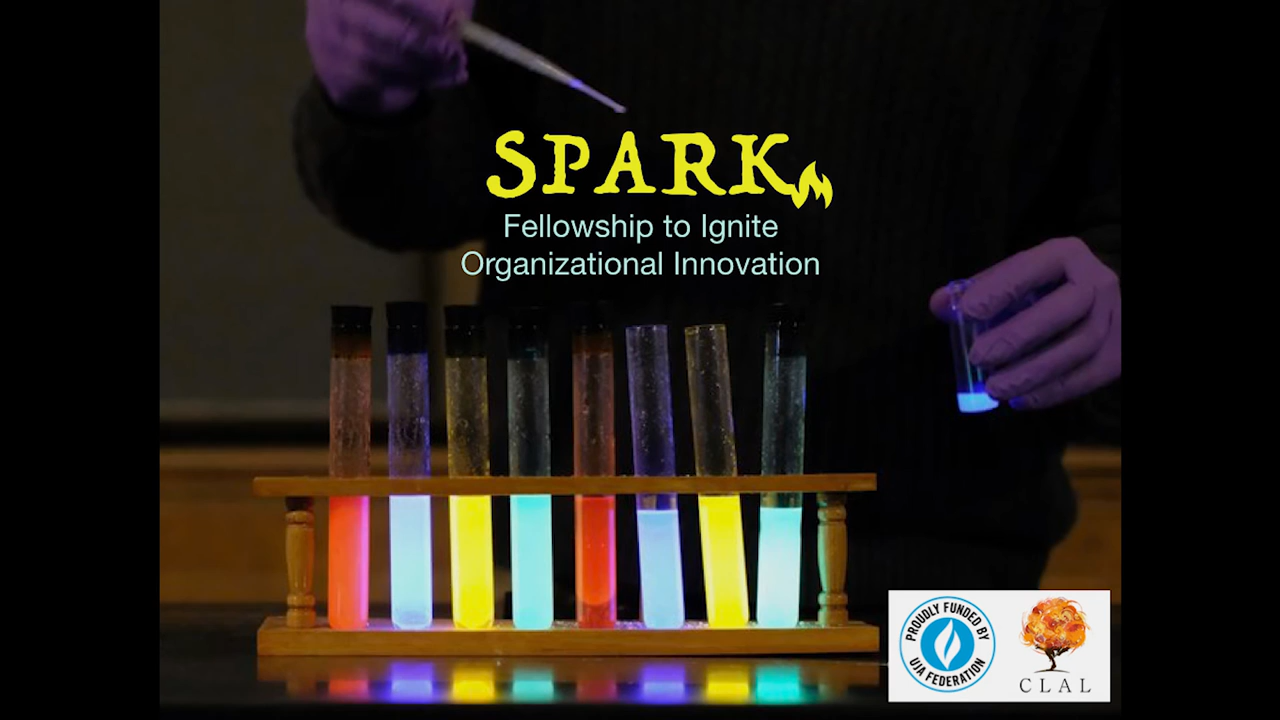 SPARK
Fellowship to Ignite
Organizational Innovation
PROUDLY FUNDED BY
UJA FEDERATION
CLAL